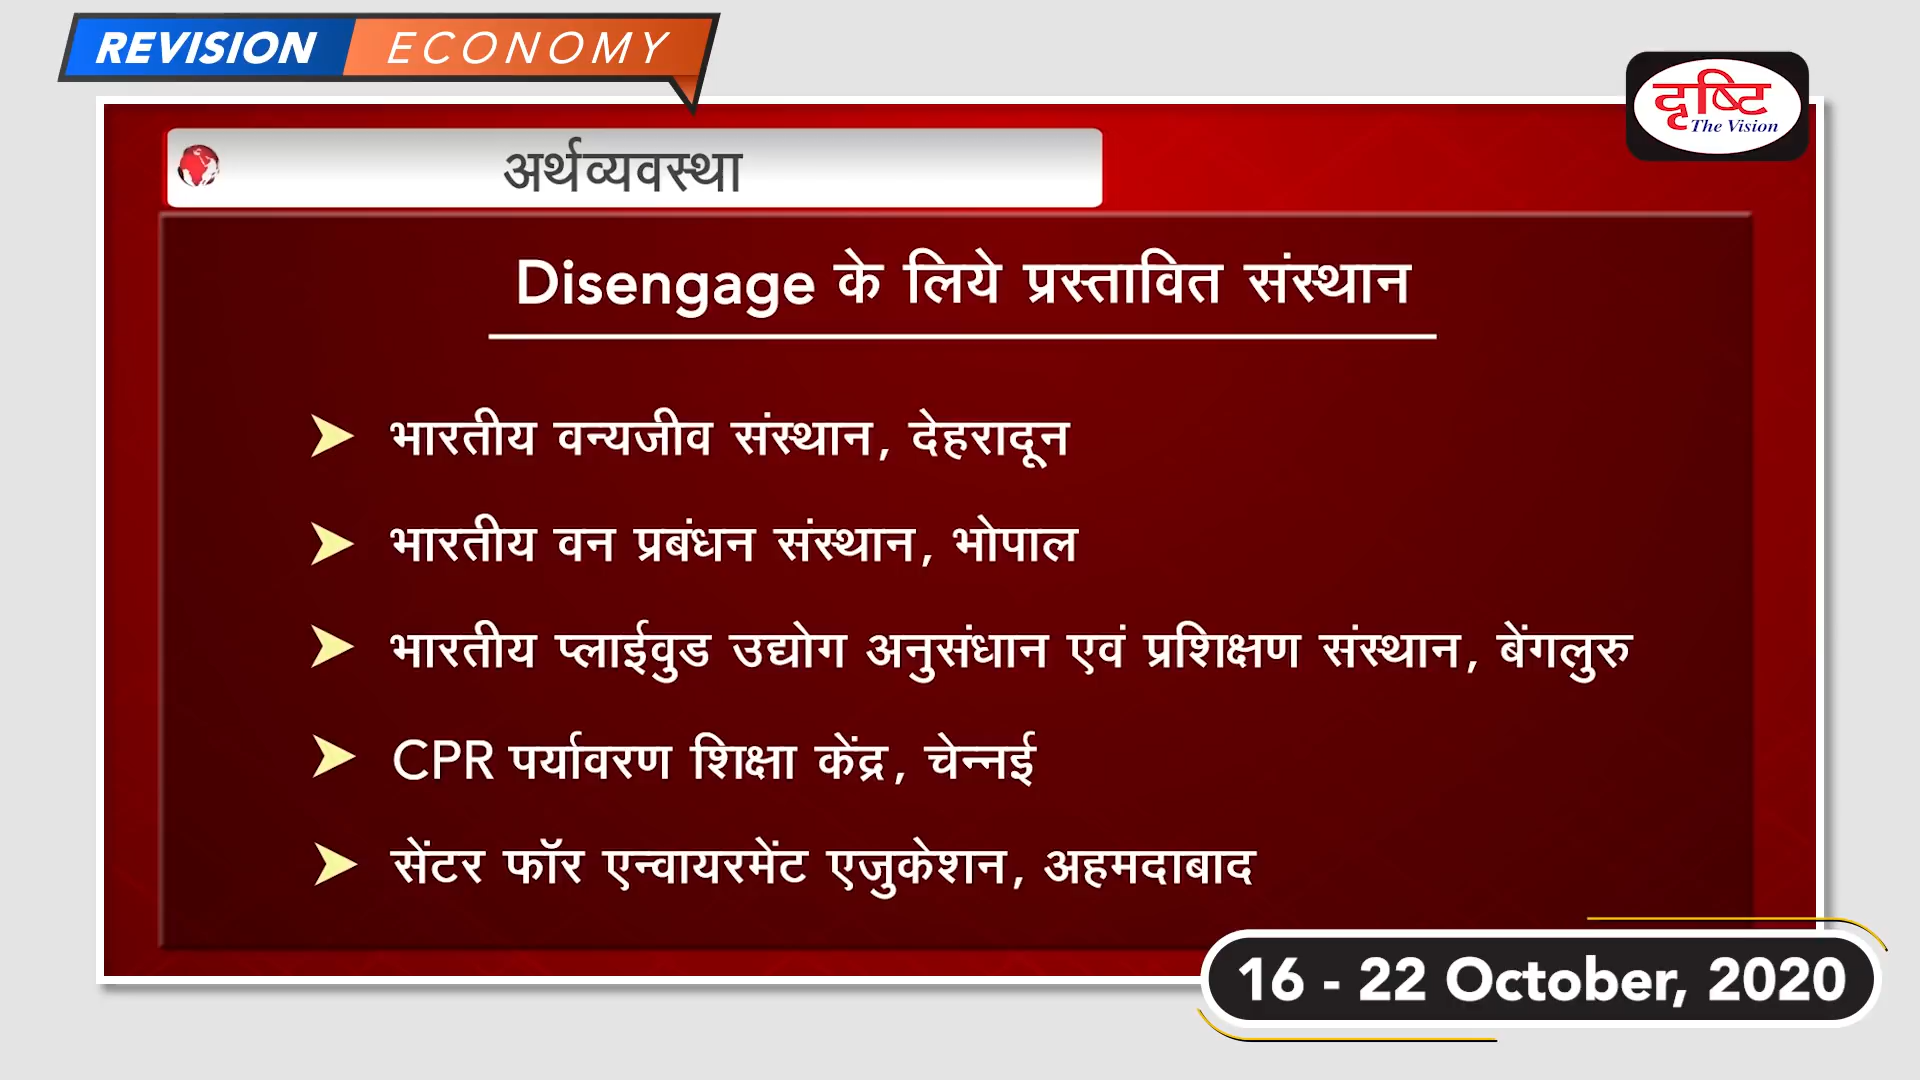 REVISION ECONOMY
दृष्टि
The Vision
अर्थव्यवस्था
Disengage के लिये प्रस्तावित संस्थान
➤ भारतीय वन्यजीव संस्थान, देहरादून
➤ भारतीय वन प्रबंधन संस्थान, भोपाल
➤ भारतीय प्लाईवुड उद्योग अनुसंधान एवं प्रशिक्षण संस्थान, बेंगलुरु
➤ CPR पर्यावरण शिक्षा केंद्र, चेन्नई
➤ सेंटर फॉर एन्वायरमेंट एजुकेशन, अहमदाबाद
16 - 22 October, 2020